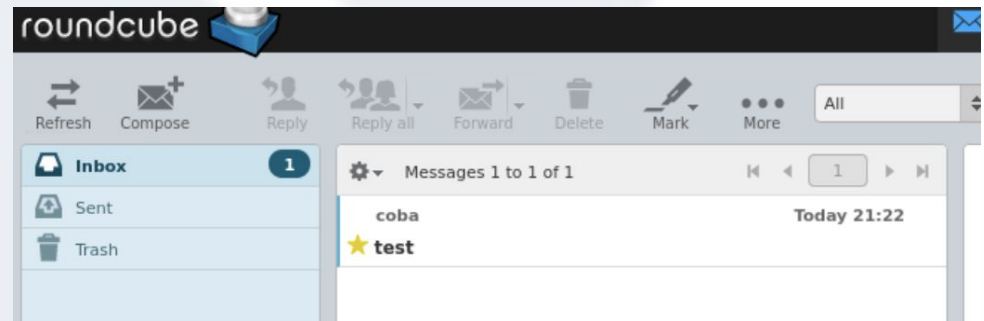 roundcube
Refresh Compose Reply Reply all Forward Delete Mark More All
Inbox 1
Sent
Trash
Messages 1 to 1 of 1 1
coba Today 21:22
test